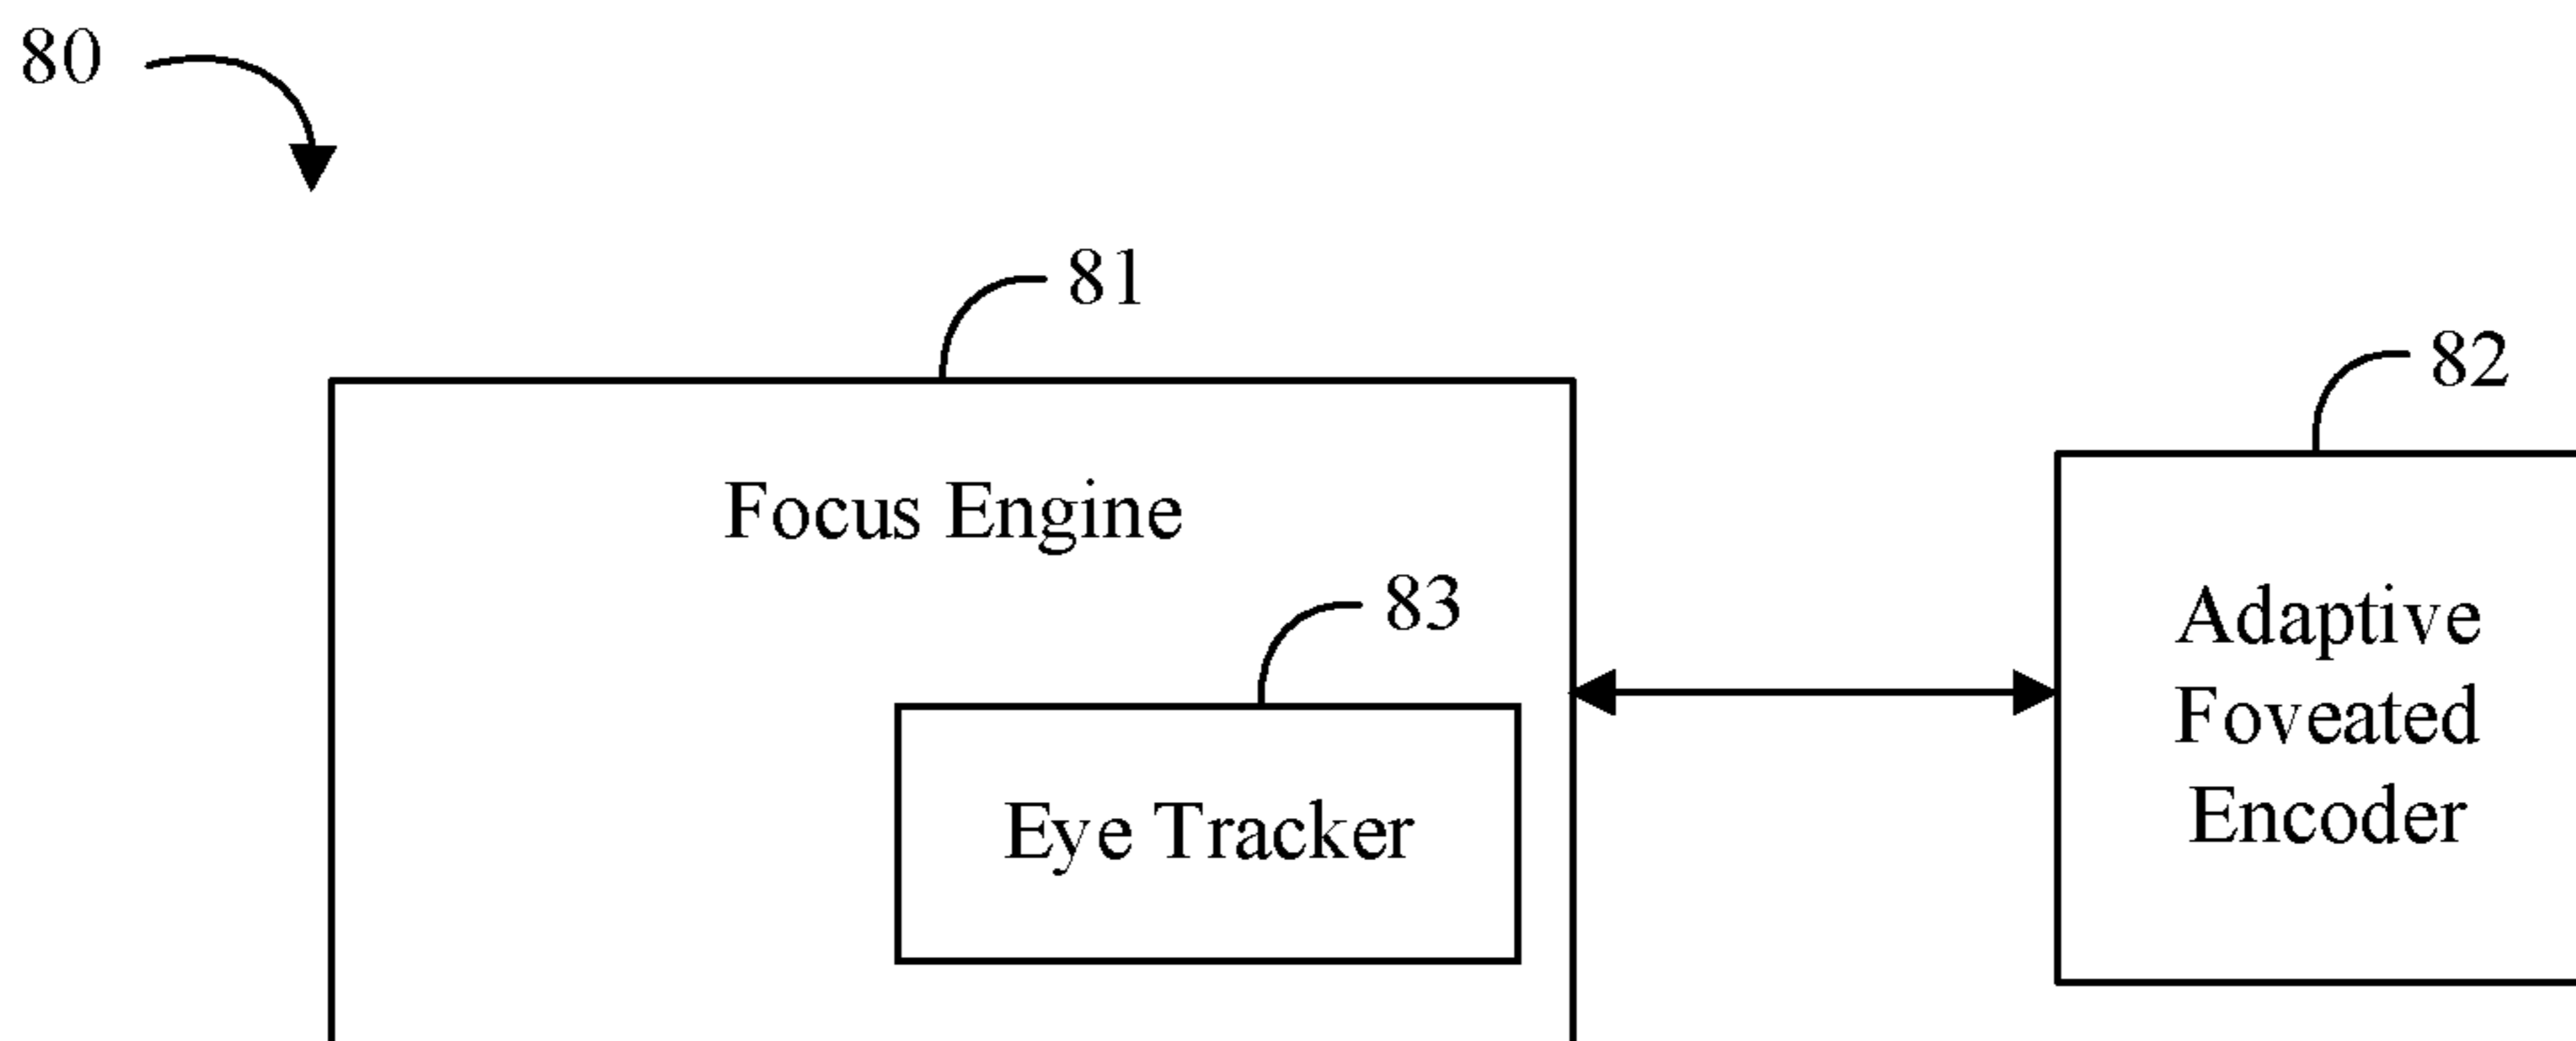 80
81
82
Focus Engine
83
Adaptive
Foveated
Encoder
Eye Tracker